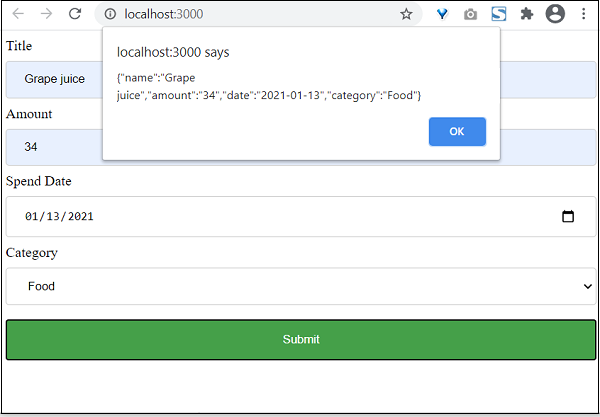 localhost:3000
Title
localhost:3000 says
{"name":"Grape
juice","amount":"34","date":"2021-01-13","category":"Food"}
OK
Grape juice
Amount
34
Spend Date
01/13/2021
Category
Food
Submit